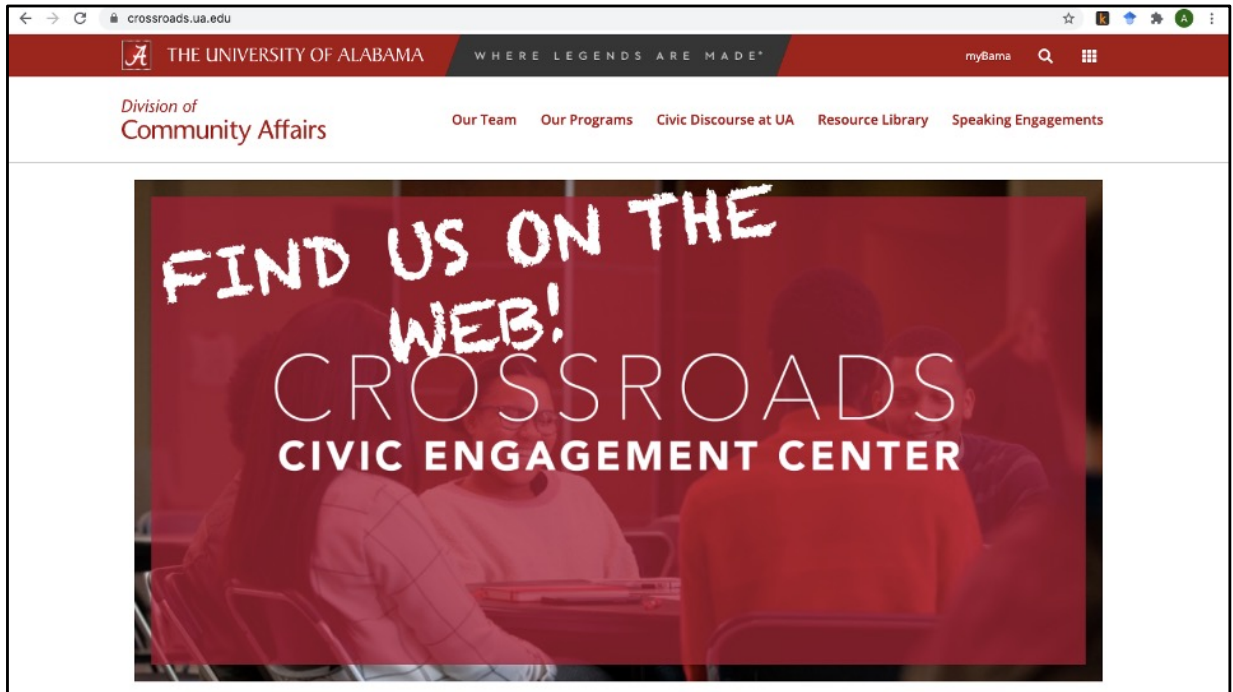 crossroads.ua.edu
THE UNIVERSITY OF ALABAMA
WHERE LEGENDS ARE MADE®
myBama
Division of
Community Affairs
Our Team Our Programs Civic Discourse at UA Resource Library Speaking Engagements
FIND US ON THE
WEB!
CROSSROADS
CIVIC ENGAGEMENT CENTER